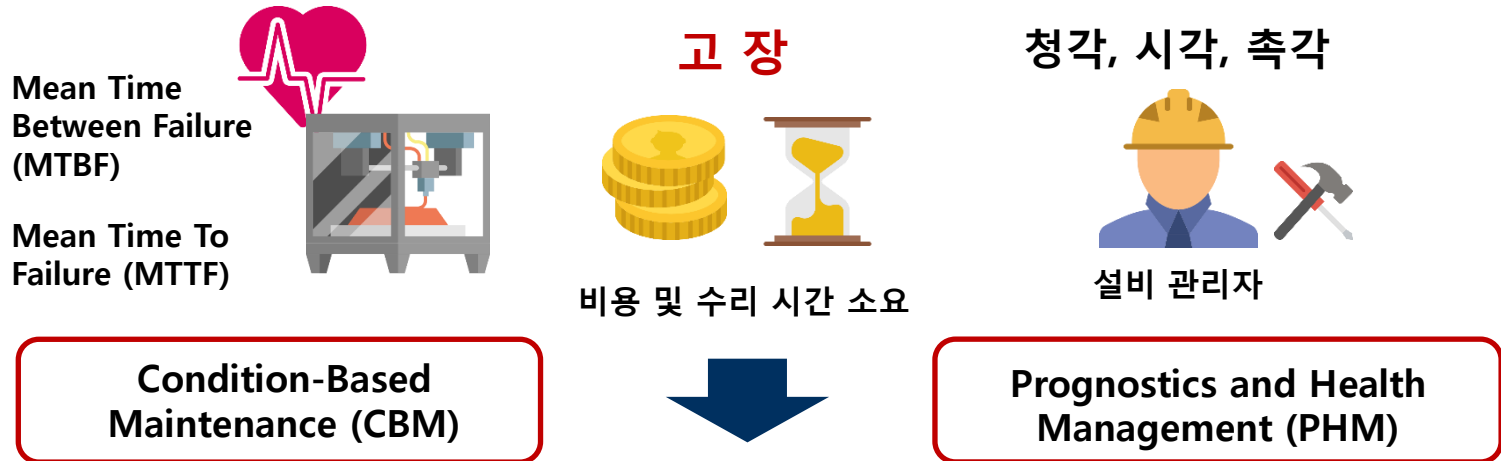 Mean Time
Between Failure
(MTBF)
Mean Time To
Failure (MTTF)
고 장
비용 및 수리 시간 소요
청각, 시각, 촉각
설비 관리자
Condition-Based
Maintenance (CBM)
Prognostics and Health
Management (PHM)